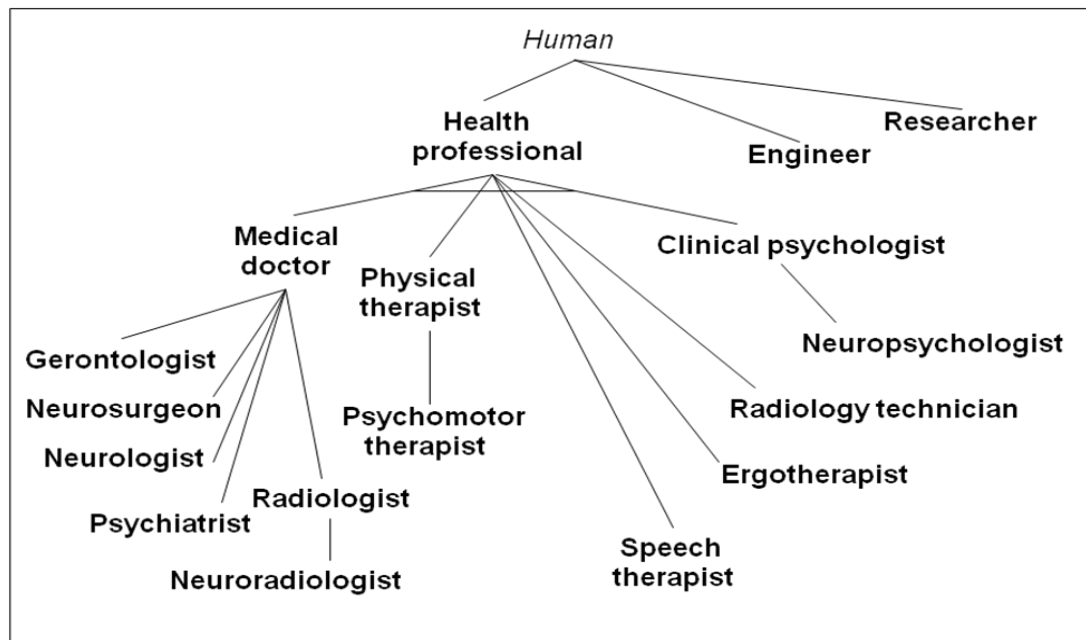 Human
Health
professional
Engineer
Researcher
Medical
doctor
Physical
therapist
Clinical psychologist
Gerontologist
Neurosurgeon
Neurologist
Psychiatrist
Radiologist
Neuroradiologist
Psychomotor
therapist
Neuropsychologist
Radiology technician
Ergotherapist
Speech
therapist